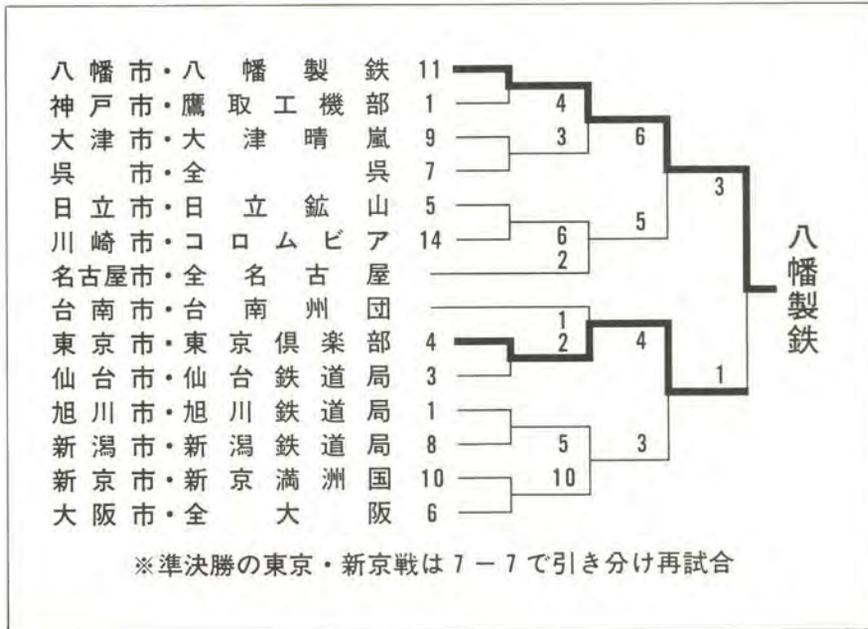 八幡市・八幡製鉄 11
神戸市・鷹取工機部 1
大津市・大津晴嵐 9
呉市・全呉 7
日立市・日立鉱山 5
川崎市・コロムビア 14
名古屋市・全名古屋
台南市・台南州団
東京市・東京倶楽部 4
仙台市・仙台鉄道局 3
旭川市・旭川鉄道局 1
新潟市・新潟鉄道局 8
新京市・新京満洲国 10
大阪市・全大阪 6
4
3
6
2
1
2
5
10
6
5
4
3
3
1
八幡製鉄
※準決勝の東京・新京戦は7－7で引き分け再試合